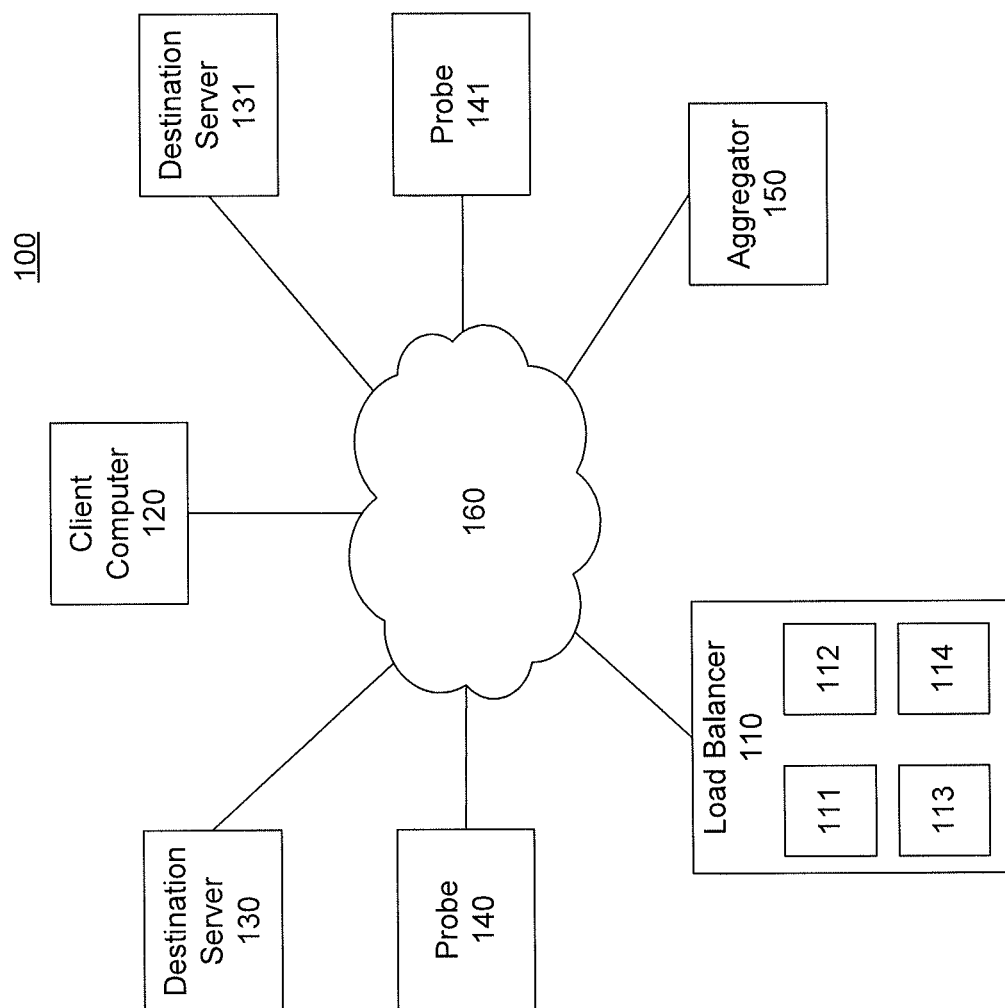 100
Client
Computer
120
Destination
Server
130
Destination
Server
131
Probe
140
160
Probe
141
Load Balancer
110
111
112
113
114
Aggregator
150